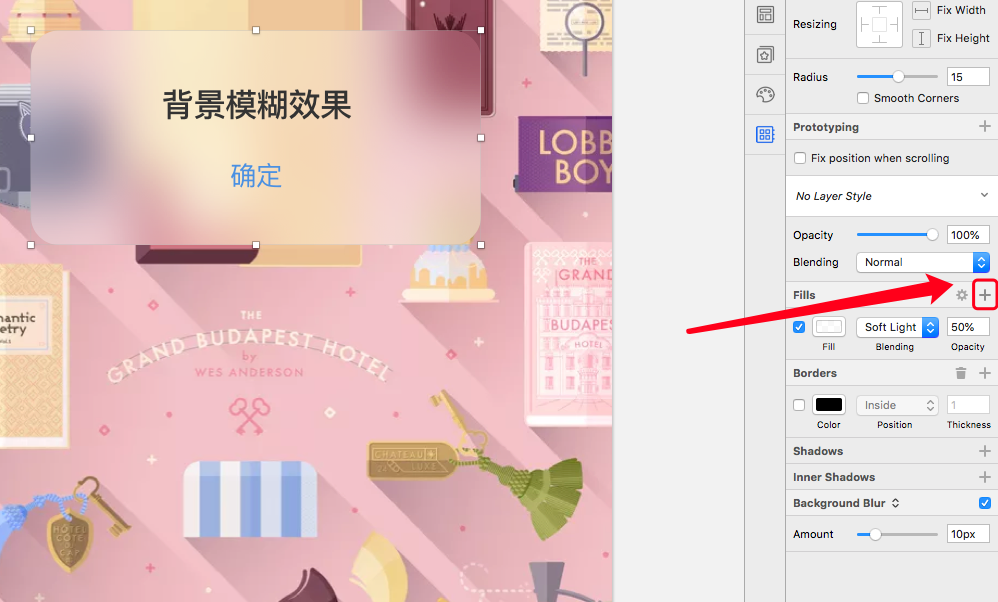 背景模糊效果
确定
LOBB
BOY
THE
GRAND
BUDAPES
HOTEL
mantic
etry
THE
GRAND BUDAPEST HOTEL
by
WES ANDERSON
CHATEAU
LUXE
HOTEL
COTE
CAP
Resizing
Fix Width
Fix Height
Radius
15
Smooth Corners
Prototyping
Fix position when scrolling
No Layer Style
Opacity
100%
Blending
Normal
Fills
Soft Light
50%
Fill
Blending
Opacity
Borders
Inside
1
Color
Position
Thickness
Shadows
Inner Shadows
Background Blur
Amount
10px